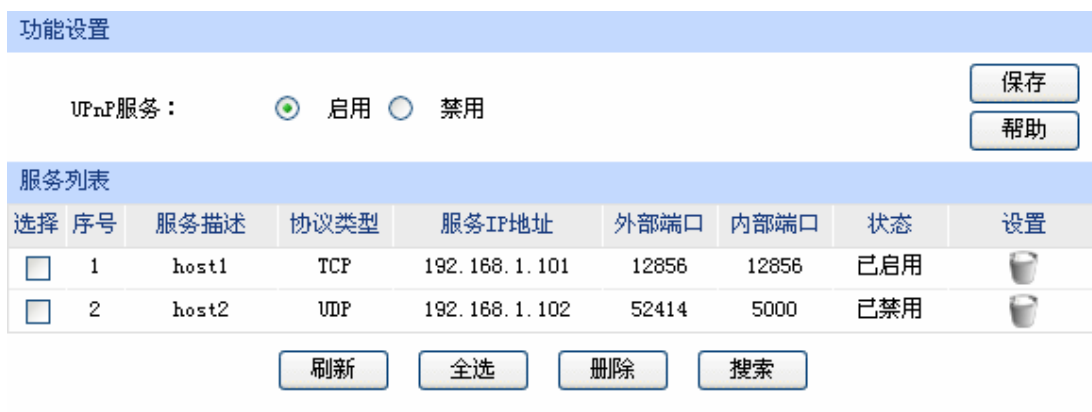 功能设置
UPnP服务： 启用 禁用
保存
帮助
服务列表
选择 序号 服务描述 协议类型 服务IP地址 外部端口 内部端口 状态 设置
1 host1 TCP 192.168.1.101 12856 12856 已启用
2 host2 UDP 192.168.1.102 52414 5000 已禁用
刷新 全选 删除 搜索